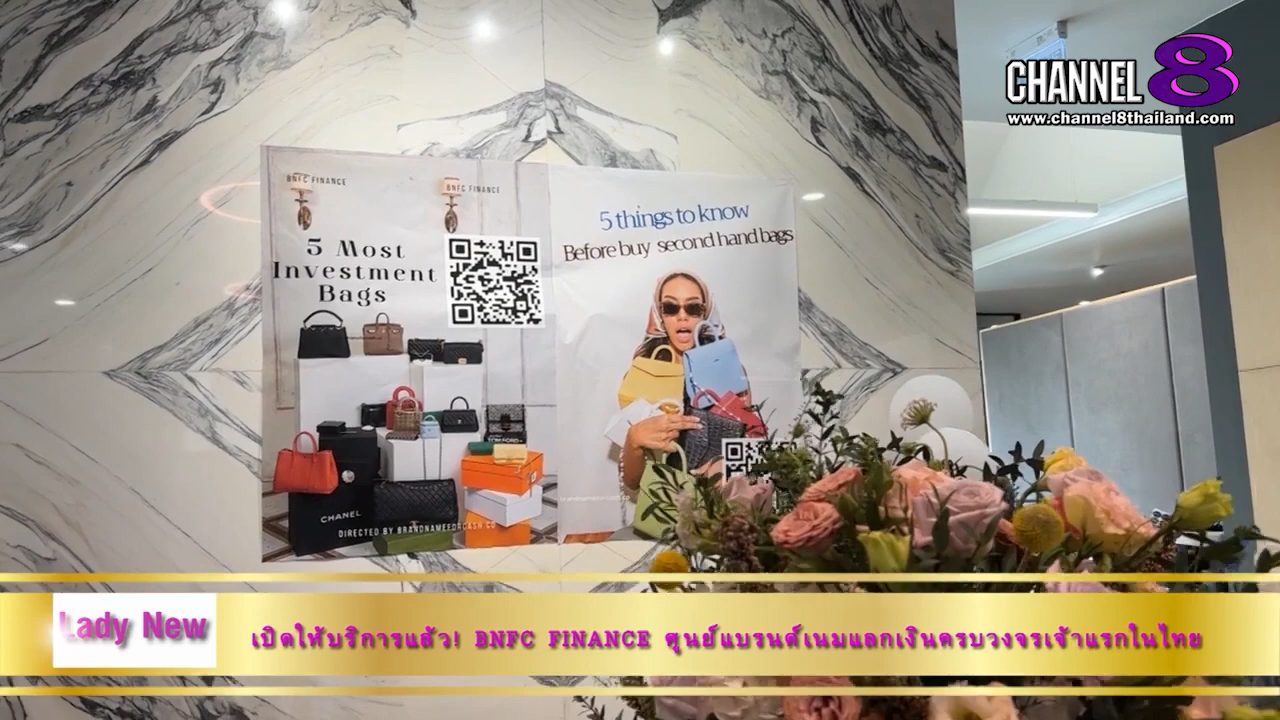 CHANNEL 8
www.channel8thailand.com
BNFC FINANCE
BNFC FINANCE
5 Most
Investment
Bags
5 things to know
Before buy second hand bags
TOM FORD
CHANEL
DIRECTED BY BRANDNAMEFORCASH.CO
Lady New
เปิดให้บริการแล้ว! BNFC FINANCE ศูนย์แบรนด์เนมแลกเงินครบวงจรเจ้าแรกในไทย